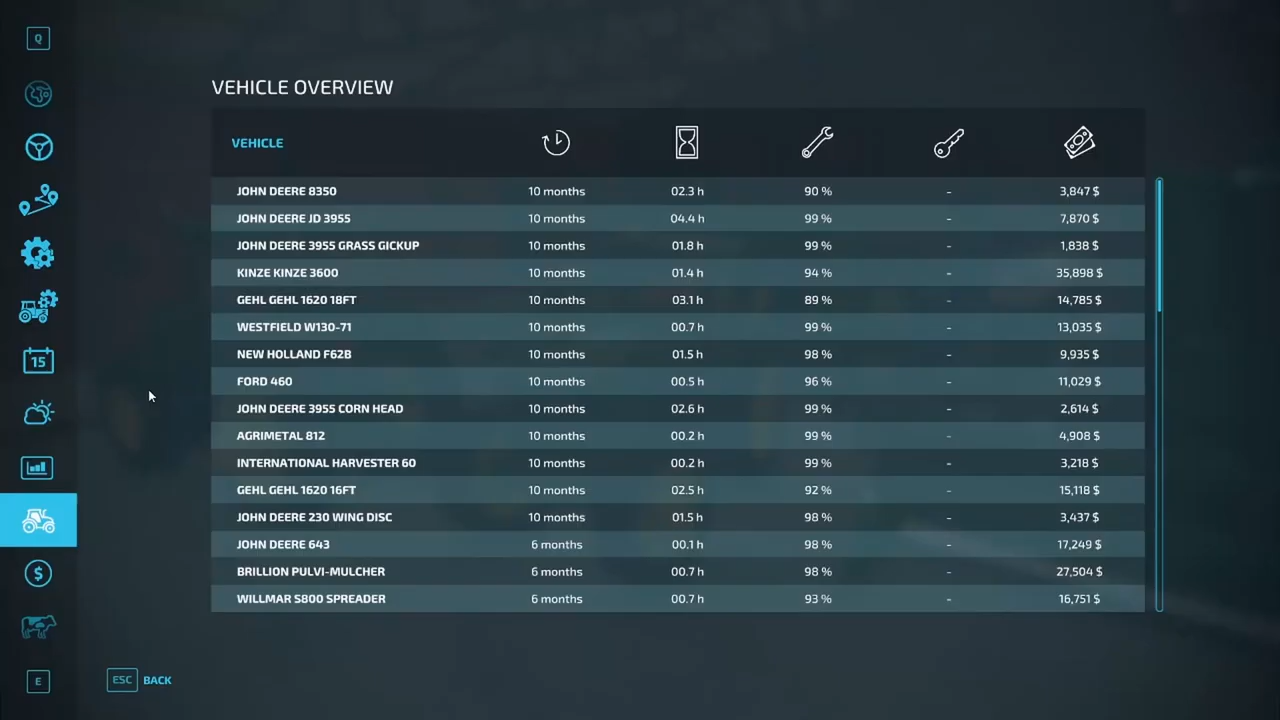 Q
VEHICLE OVERVIEW
VEHICLE
JOHN DEERE 8350 10 months 02.3 h 90 % - 3,847 $
JOHN DEERE JD 3955 10 months 04.4 h 99 % - 7,870 $
JOHN DEERE 3955 GRASS GICKUP 10 months 01.8 h 99 % - 1,838 $
KINZE KINZE 3600 10 months 01.4 h 94 % - 35,898 $
GEHL GEHL 1620 18FT 10 months 03.1 h 89 % - 14,785 $
WESTFIELD W130-71 10 months 00.7 h 99 % - 13,035 $
NEW HOLLAND F62B 10 months 01.5 h 98 % - 9,935 $
15
FORD 460 10 months 00.5 h 96 % - 11,029 $
JOHN DEERE 3955 CORN HEAD 10 months 02.6 h 99 % - 2,614 $
AGRIMETAL 812 10 months 00.2 h 99 % - 4,908 $
INTERNATIONAL HARVESTER 60 10 months 00.2 h 99 % - 3,218 $
GEHL GEHL 1620 16FT 10 months 02.5 h 92 % - 15,118 $
JOHN DEERE 230 WING DISC 10 months 01.5 h 98 % - 3,437 $
JOHN DEERE 643 6 months 00.1 h 98 % - 17,249 $
BRILLION PULVI-MULCHER 6 months 00.7 h 98 % - 27,504 $
$
WILLMAR S800 SPREADER 6 months 00.7 h 93 % - 16,751 $
E
ESC BACK